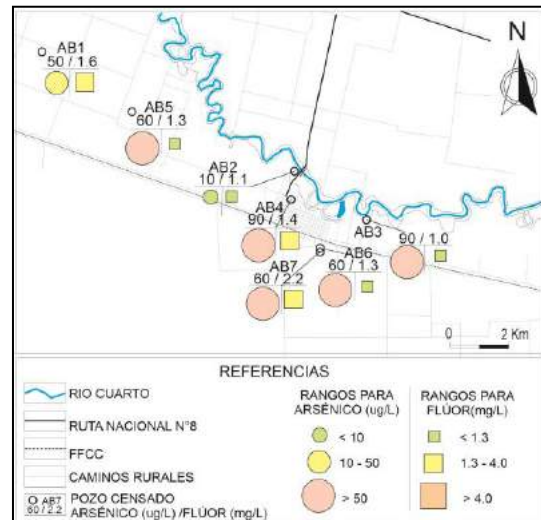 N
AB1
50 / 1.6
AB5
60 / 1.3
AB2
10 / 1.1
AB4
90 / 1.4
AB3
90 / 1.0
AB7
60 / 2.2
AB6
60 / 1.3
0 2 Km
REFERENCIAS
RIO CUARTO
RUTA NACIONAL N°8
FFCC
CAMINOS RURALES
AB7
60 / 2.2
POZO CENSADO
ARSÉNICO (ug/L) /FLÚOR (mg/L)
RANGOS PARA
ARSÉNICO (ug/L)
< 10
10 - 50
> 50
RANGOS PARA
FLÚOR(mg/L)
< 1.3
1.3 - 4.0
> 4.0